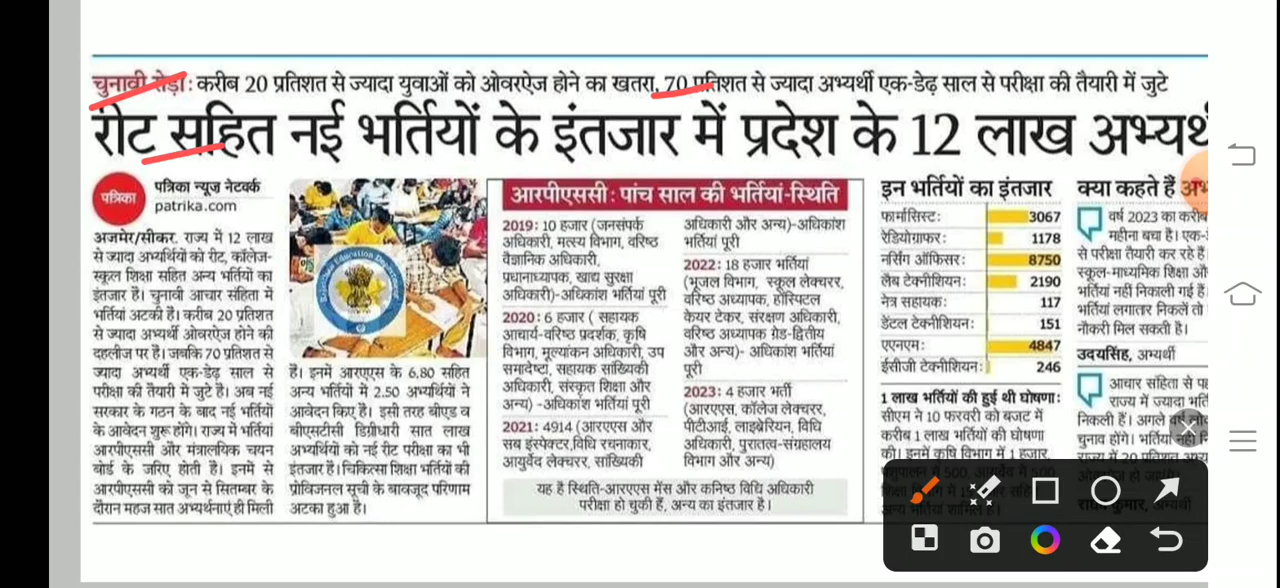 चुनावी रोड़ा : करीब 20 प्रतिशत से ज्यादा युवाओं को ओवरऐज होने का खतरा, 70 प्रतिशत से ज्यादा अभ्यर्थी एक-डेढ़ साल से परीक्षा की तैयारी में जुटे
रीट सहित नई भर्तियों के इंतजार में प्रदेश के 12 लाख
पत्रिका
पत्रिका न्यूज नेटवर्क
patrika.com
अजमेर/सीकर. राज्य में 12 लाख
से ज्यादा अभ्यर्थियों को रीट, कॉलेज-
स्कूल शिक्षा सहित अन्य भर्तियों का
इंतजार है। चुनावी आचार संहिता में
भर्तियां अटकी है। करीब 20 प्रतिशत
से ज्यादा अभ्यर्थी ओवरऐज होने की
दहलीज पर है। जबकि 70 प्रतिशत से
ज्यादा अभ्यर्थी एक-डेढ़ साल से
परीक्षा की तैयारी में जुटे है। अब नई
सरकार के गठन के बाद नई भर्तियों
के आवेदन शुरू होंगे। राज्य में भर्तियां
आरपीएससी और मंत्रालयिक चयन
बोर्ड के जरिए होती है। इनमें से
आरपीएससी को जून से सितम्बर के
दौरान महज सात अभ्यर्थनाएं ही मिली
है। इनमें आरएएस के 6.80 सहित
अन्य भर्तियों में 2.50 अभ्यर्थियों ने
आवेदन किए है। इसी तरह बीएड व
बीएसटीसी डिग्रीधारी सात लाख
अभ्यर्थियों को नई रीट परीक्षा का भी
इंतजार है। चिकित्सा शिक्षा भर्तियों की
प्रोविजनल सूची के बावजूद परिणाम
अटका हुआ है।
आरपीएससी : पांच साल की भर्तियां-स्थिति
2019: 10 हजार (जनसंपर्क
अधिकारी, मत्स्य विभाग, वरिष्ठ
वैज्ञानिक अधिकारी,
प्रधानाध्यापक, खाद्य सुरक्षा
अधिकारी)-अधिकांश भर्तियां पूरी
2020: 6 हजार ( सहायक
आचार्य-वरिष्ठ प्रदर्शक, कृषि
विभाग, मूल्यांकन अधिकारी, उप
समादेष्टा, सहायक सांख्यिकी
अधिकारी, संस्कृत शिक्षा और
अन्य) -अधिकांश भर्तियां पूरी
2021: 4914 (आरएएस और
सब इंस्पेक्टर,विधि रचनाकार,
आयुर्वेद लेक्चरर, सांख्यिकी
अधिकारी और अन्य)-अधिकांश
भर्तियां पूरी
2022: 18 हजार भर्तियां
(भूजल विभाग, स्कूल लेक्चरर,
वरिष्ठ अध्यापक, हॉस्पिटल
केयर टेकर, संरक्षण अधिकारी,
वरिष्ठ अध्यापक ग्रेड-द्वितीय
और अन्य)- अधिकांश भर्तियां
पूरी
2023: 4 हजार भर्ती
(आरएएस, कॉलेज लेक्चरर,
पीटीआई, लाइब्रेरियन, विधि
अधिकारी, पुरातत्व-संग्रहालय
विभाग और अन्य)
यह है स्थिति-आरएएस मेंस और कनिष्ठ विधि अधिकारी
परीक्षा हो चुकी हैं, अन्य का इंतजार है।
इन भर्तियों का इंतजार
फार्मासिस्ट: 3067
रेडियोग्राफर: 1178
नर्सिंग ऑफिसर: 8750
लैब टेक्नीशियन: 2190
नेत्र सहायक: 117
डेंटल टेक्नीशियन: 151
एएनएम: 4847
ईसीजी टेक्नीशियन: 246
1 लाख भर्तियों की हुई थी घोषणा:
सीएम ने 10 फरवरी को बजट में
करीब 1 लाख भर्तियों की घोषणा
की। इनमें कृषि विभाग में 1 हजार,
क्या कहते हैं
वर्ष 2023 का करीब
महीना बचा है। एक-
से परीक्षा तैयारी कर रहे हैं
स्कूल-माध्यमिक शिक्षा
भर्तियां नहीं निकाली गई हैं
भर्तियां लगातार निकलें तो
नौकरी मिल सकती है।
उदयसिंह, अभ्यर्थी
आचार संहिता से
राज्य में ज्यादा
निकली हैं। अगले
चुनाव होंगे। भर्तियां नहीं